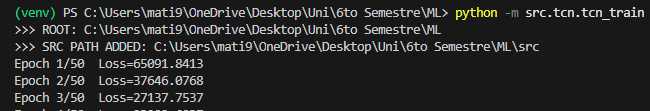 (venv) PS C:\Users\mati9\OneDrive\Desktop\Uni\6to Semestre\ML> python -m src.tcn.tcn_train
>>> ROOT: C:\Users\mati9\OneDrive\Desktop\Uni\6to Semestre\ML
>>> SRC PATH ADDED: C:\Users\mati9\OneDrive\Desktop\Uni\6to Semestre\ML\src
Epoch 1/50  Loss=65091.8413
Epoch 2/50  Loss=37646.0768
Epoch 3/50  Loss=27137.7537